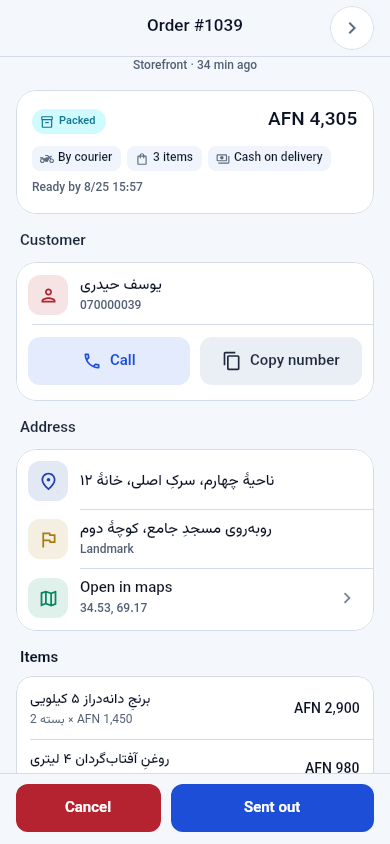 Order #1039
Storefront · 34 min ago
Packed
AFN 4,305
By courier
3 items
Cash on delivery
Ready by 8/25 15:57
Customer
یوسف حیدری
070000039
Call
Copy number
Address
ناحیهٔ چهارم، سرکِ اصلی، خانهٔ ۱۲
روبه‌روی مسجدِ جامع، کوچهٔ دوم
Landmark
Open in maps
34.53, 69.17
Items
برنجِ دانه‌دراز ۵ کیلویی
AFN 2,900
2 بسته × AFN 1,450
روغنِ آفتاب‌گردان ۴ لیتری
AFN 980
Cancel
Sent out